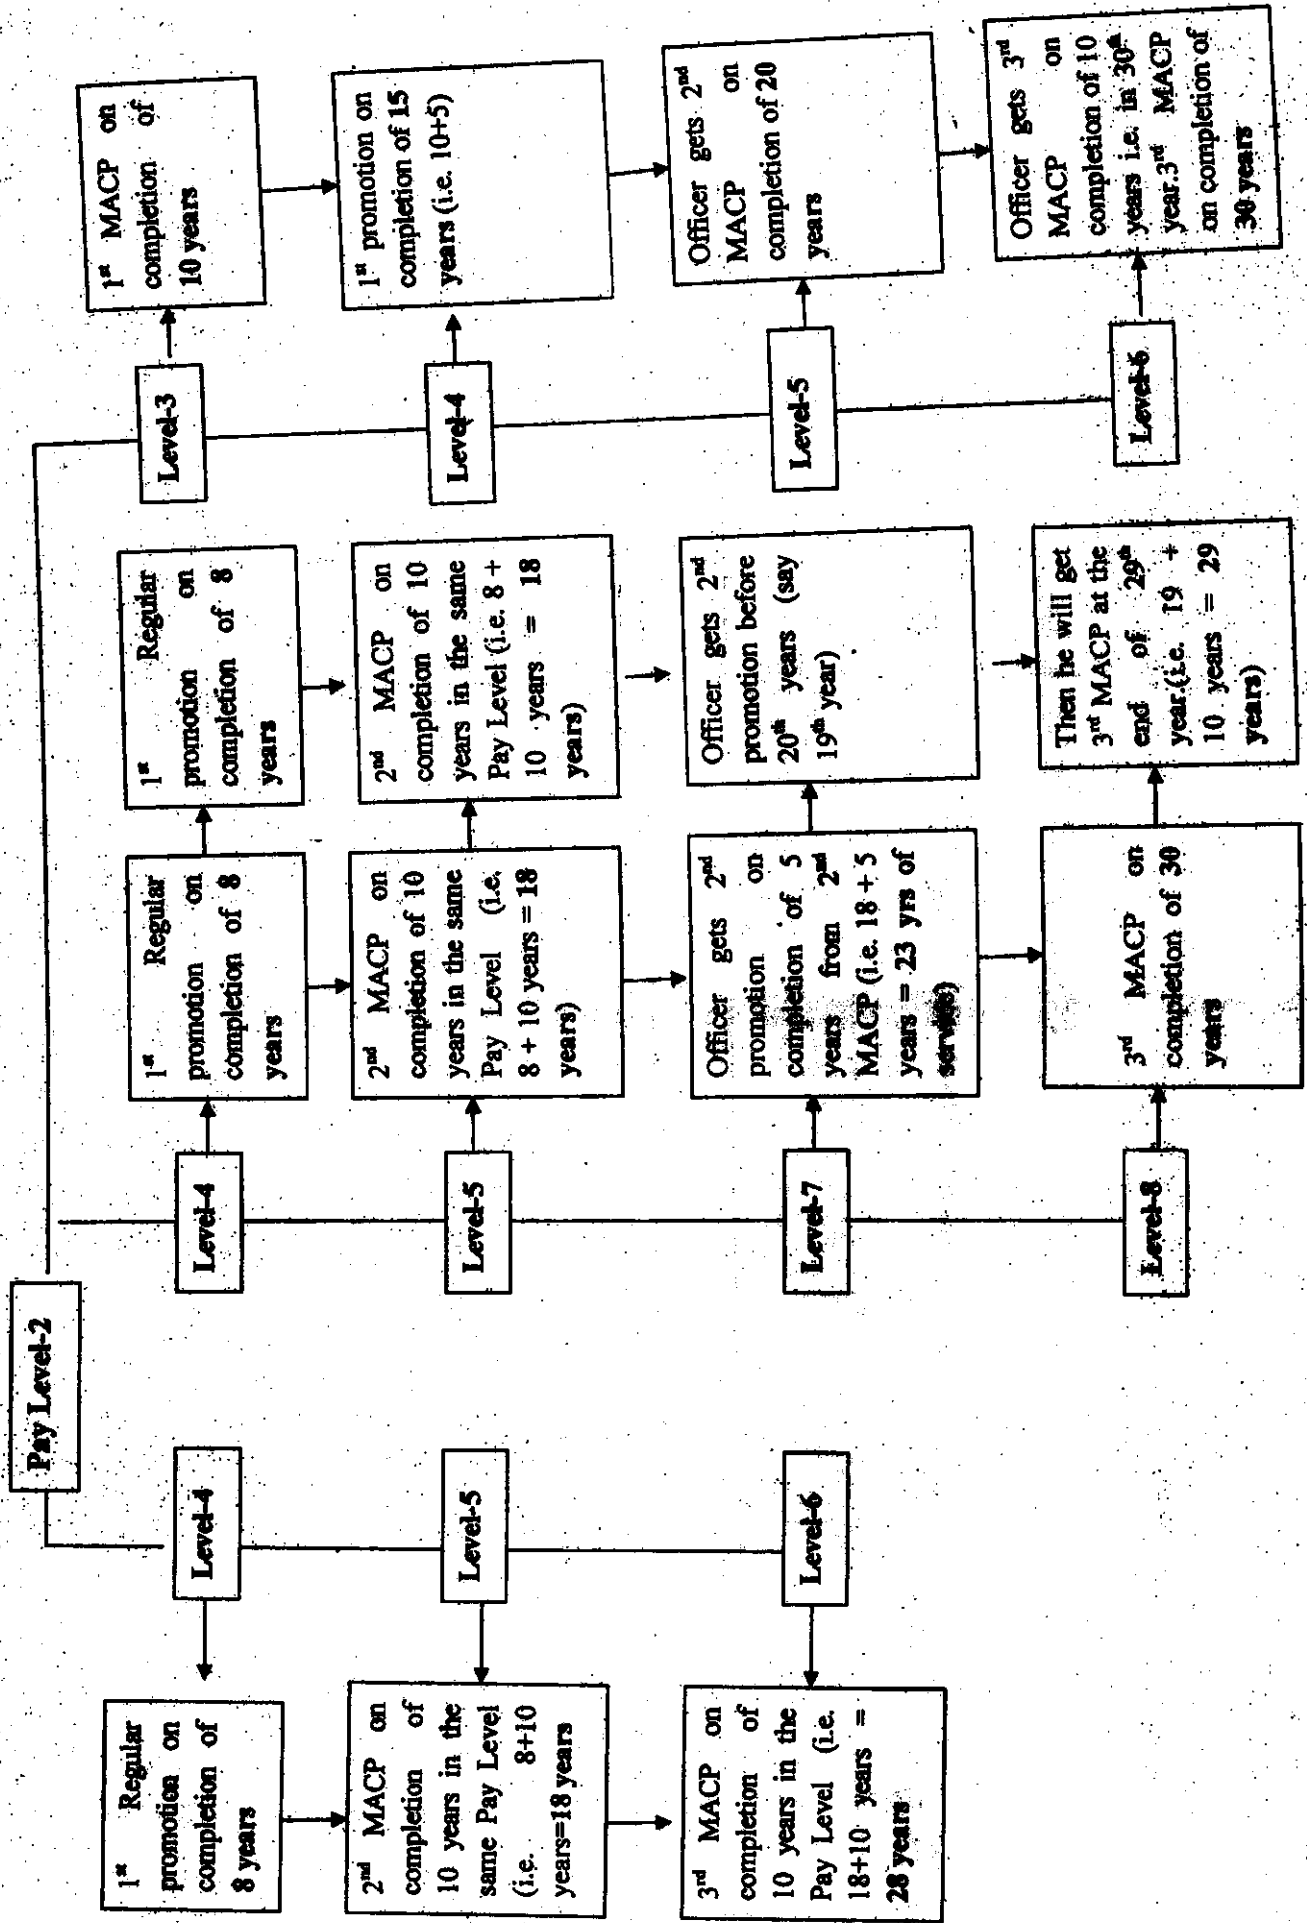 Pay Level-2
Level-4
1st Regular
promotion on
completion of
8 years
Level-5
2nd MACP on
completion of
10 years in the
same Pay Level
(i.e. 8+10
years=18 years
Level-6
3rd MACP on
completion of
10 years in the
Pay Level (i.e.
18+10 years =
28 years
Level-4
1st Regular
promotion on
completion of 8
years
1st Regular
promotion on
completion of 8
years
Level-5
2nd MACP on
completion of 10
years in the same
Pay Level (i.e.
8 + 10 years = 18
years)
2nd MACP on
completion of 10
years in the same
Pay Level (i.e. 8 +
10 years = 18
years)
Level-7
Officer gets 2nd
promotion on
completion of 5
years from 2nd
MACP (i.e. 18 + 5
years = 23 yrs of
service)
Officer gets 2nd
promotion before
20th years (say
19th year)
Level-8
3rd MACP on
completion of 30
years
Then he will get
3rd MACP at the
end of 29th
year.(i.e. 19 +
10 years = 29
years)
Level-3
1st MACP on
completion of
10 years
Level-4
1st promotion on
completion of 15
years (i.e. 10+5)
Level-5
Officer gets 2nd
MACP on
completion of 20
years
Level-6
Officer gets 3rd
MACP on
completion of 10
years i.e. in 30th
year.3rd MACP
on completion of
30 years